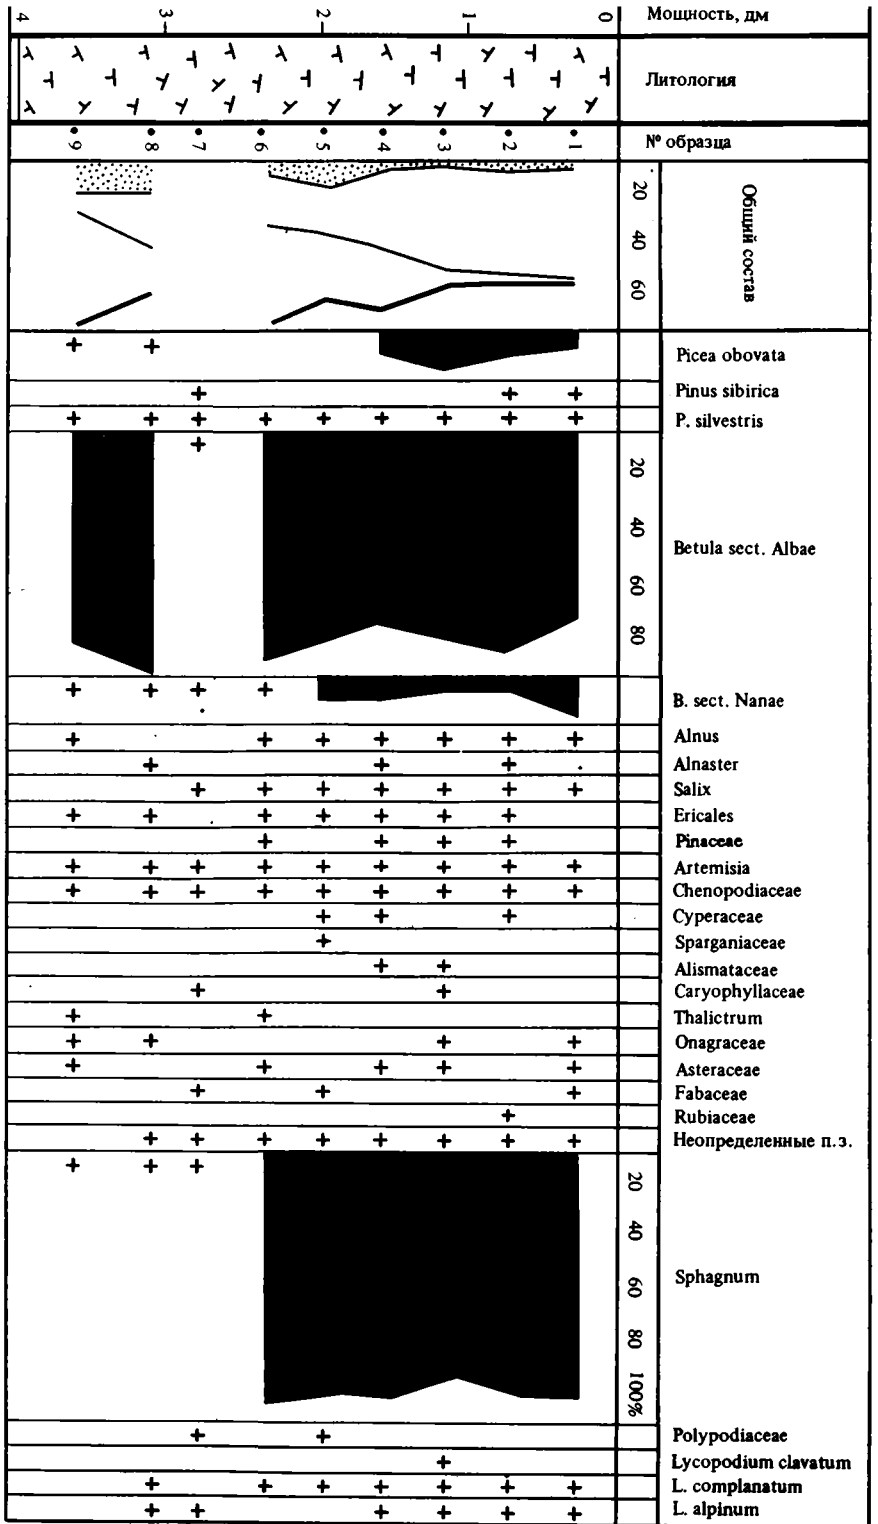 4 3 2 1 0 Мощность, дм
Литология
9 8 7 6 5 4 3 2 1 № образца
20 40 60 Общий состав
Picea obovata
Pinus sibirica
P. silvestris
20 40 60 80 Betula sect. Albae
B. sect. Nanae
Alnus
Alnaster
Salix
Ericales
Pinaceae
Artemisia
Chenopodiaceae
Cyperaceae
Sparganiaceae
Alismataceae
Caryophyllaceae
Thalictrum
Onagraceae
Asteraceae
Fabaceae
Rubiaceae
Неопределенные п.з.
20 40 60 80 100% Sphagnum
Polypodiaceae
Lycopodium clavatum
L. complanatum
L. alpinum